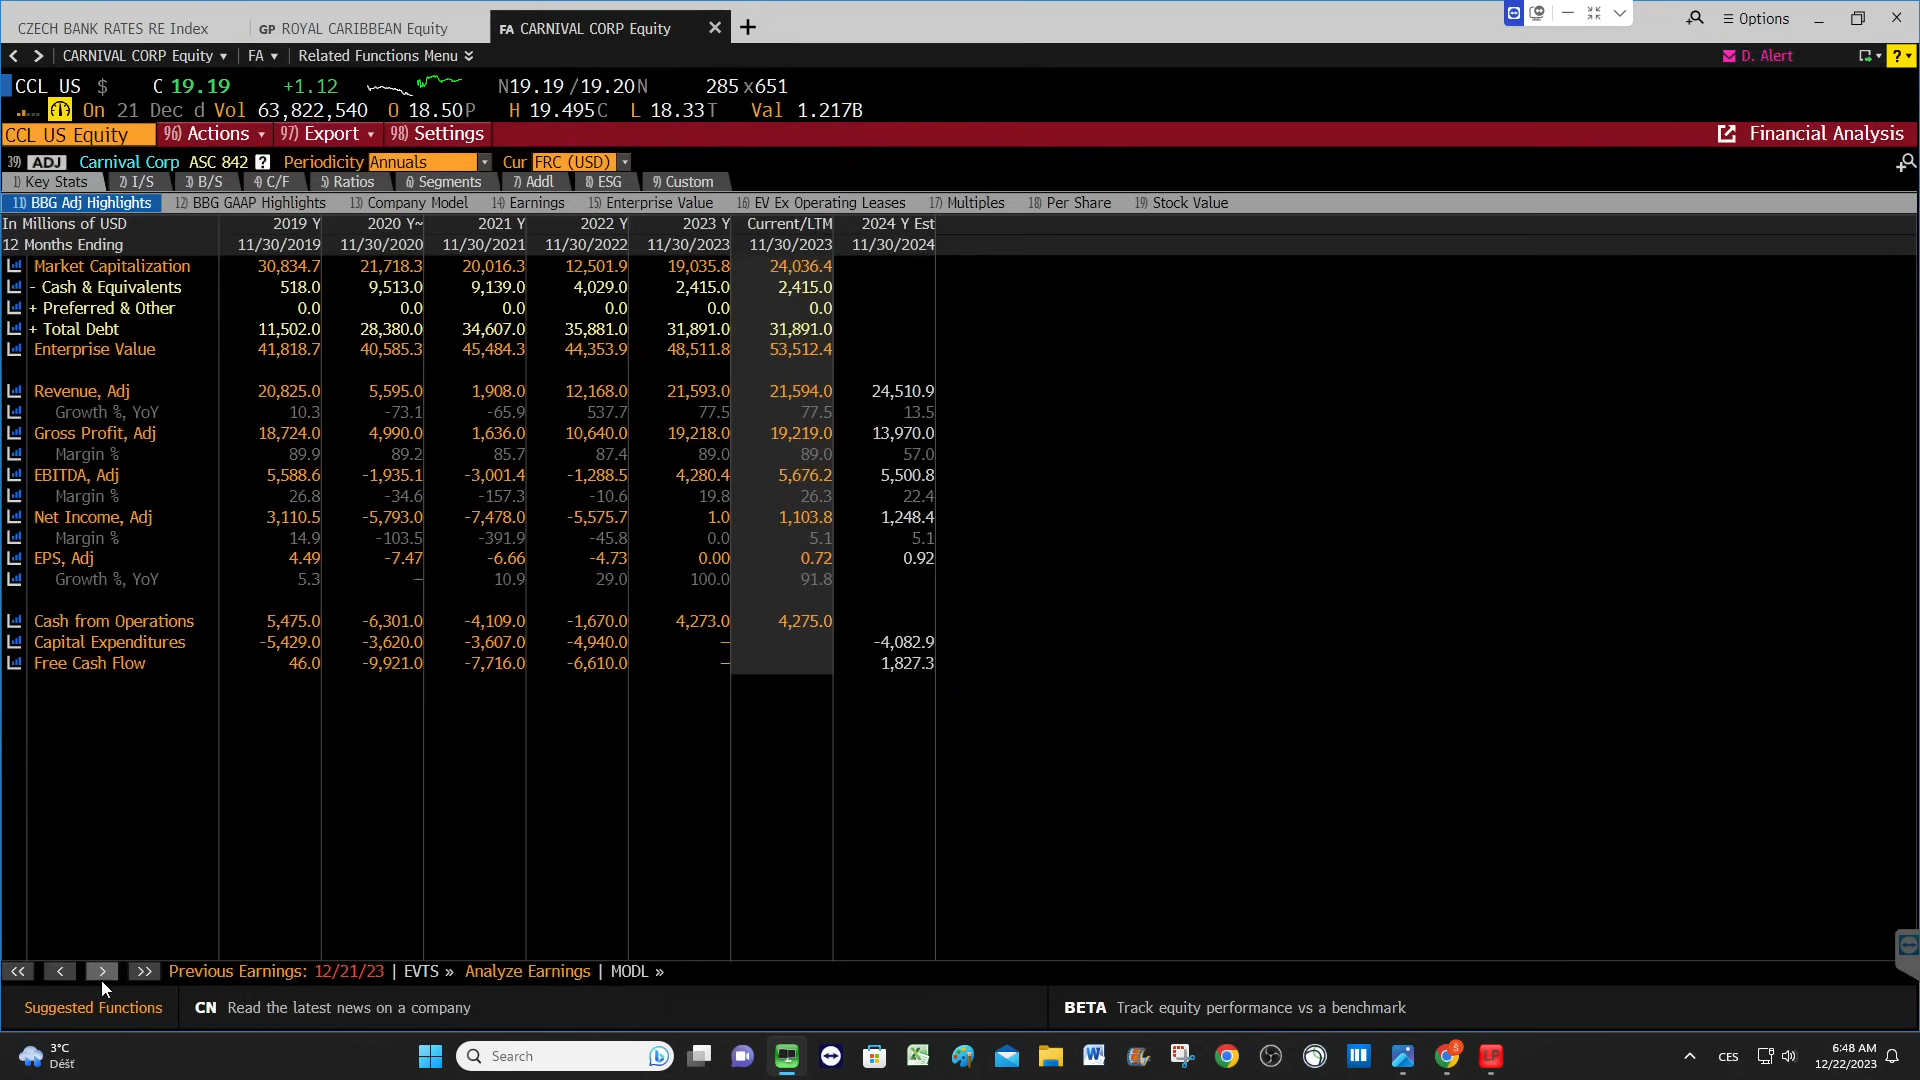 CZECH BANK RATES RE Index GP ROYAL CARIBBEAN Equity FA CARNIVAL CORP Equity Options
CARNIVAL CORP Equity FA Related Functions Menu D. Alert ?
CCL US $ C 19.19 +1.12 N19.19 /19.20N 285 x651
On 21 Dec d Vol 63,822,540 O 18.50P H 19.495C L 18.33T Val 1.217B
CCL US Equity 96) Actions 97) Export 98) Settings Financial Analysis
39) ADJ Carnival Corp ASC 842 ? Periodicity Annuals Cur FRC (USD)
1) Key Stats 2) I/S 3) B/S 4) C/F 5) Ratios 6) Segments 7) Addl 8) ESG 9) Custom
11) BBG Adj Highlights 12) BBG GAAP Highlights 13) Company Model 14) Earnings 15) Enterprise Value 16) EV Ex Operating Leases 17) Multiples 18) Per Share 19) Stock Value
In Millions of USD 2019 Y 2020 Y~ 2021 Y 2022 Y 2023 Y Current/LTM 2024 Y Est
12 Months Ending 11/30/2019 11/30/2020 11/30/2021 11/30/2022 11/30/2023 11/30/2023 11/30/2024
Market Capitalization 30,834.7 21,718.3 20,016.3 12,501.9 19,035.8 24,036.4
- Cash & Equivalents 518.0 9,513.0 9,139.0 4,029.0 2,415.0 2,415.0
+ Preferred & Other 0.0 0.0 0.0 0.0 0.0 0.0
+ Total Debt 11,502.0 28,380.0 34,607.0 35,881.0 31,891.0 31,891.0
Enterprise Value 41,818.7 40,585.3 45,484.3 44,353.9 48,511.8 53,512.4
Revenue, Adj 20,825.0 5,595.0 1,908.0 12,168.0 21,593.0 21,594.0 24,510.9
Growth %, YoY 10.3 -73.1 -65.9 537.7 77.5 77.5 13.5
Gross Profit, Adj 18,724.0 4,990.0 1,636.0 10,640.0 19,218.0 19,219.0 13,970.0
Margin % 89.9 89.2 85.7 87.4 89.0 89.0 57.0
EBITDA, Adj 5,588.6 -1,935.1 -3,001.4 -1,288.5 4,280.4 5,676.2 5,500.8
Margin % 26.8 -34.6 -157.3 -10.6 19.8 26.3 22.4
Net Income, Adj 3,110.5 -5,793.0 -7,478.0 -5,575.7 1.0 1,103.8 1,248.4
Margin % 14.9 -103.5 -391.9 -45.8 0.0 5.1 5.1
EPS, Adj 4.49 -7.47 -6.66 -4.73 0.00 0.72 0.92
Growth %, YoY 5.3 – 10.9 29.0 100.0 91.8
Cash from Operations 5,475.0 -6,301.0 -4,109.0 -1,670.0 4,273.0 4,275.0
Capital Expenditures -5,429.0 -3,620.0 -3,607.0 -4,940.0 – -4,082.9
Free Cash Flow 46.0 -9,921.0 -7,716.0 -6,610.0 – 1,827.3
<< < > >> Previous Earnings: 12/21/23 | EVTS » Analyze Earnings | MODL »
Suggested Functions CN Read the latest news on a company BETA Track equity performance vs a benchmark
3°C
Déšť
Search
CES
6:48 AM
12/22/2023